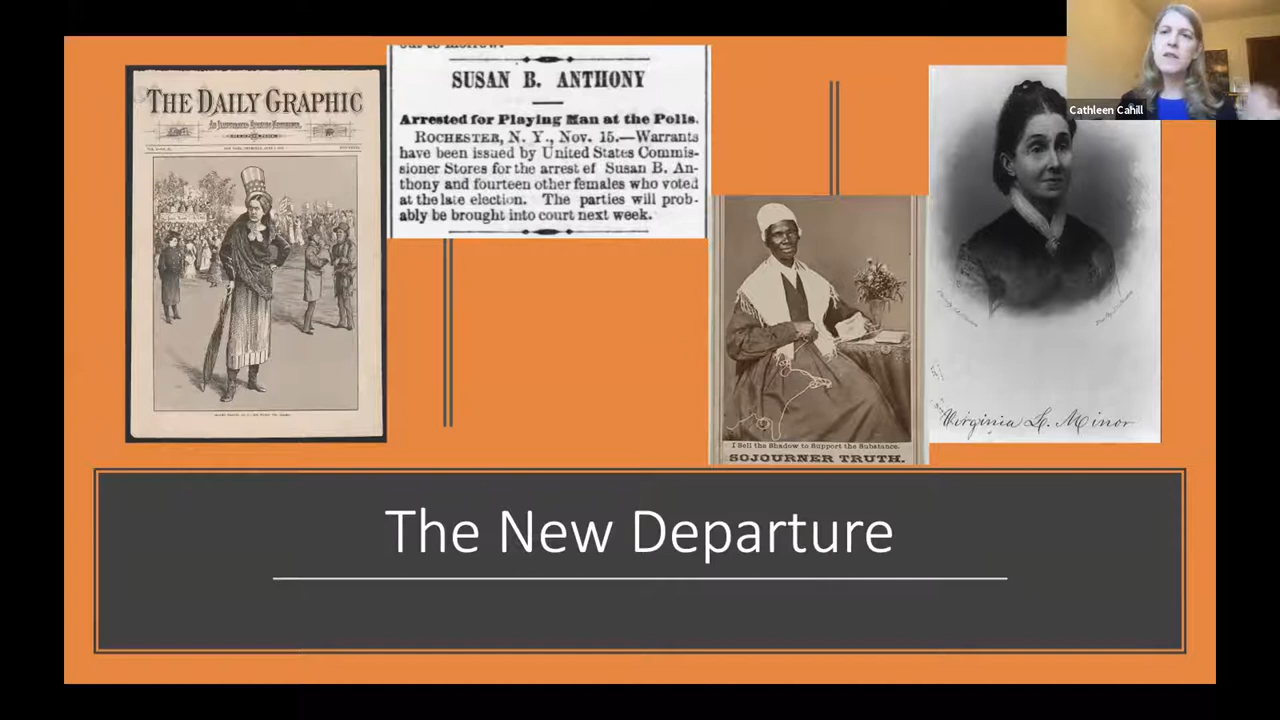 THE DAILY GRAPHIC
SUSAN B. ANTHONY
Arrested for Playing Man at the Polls.
ROCHESTER, N. Y., Nov. 15.—Warrants
have been issued by United States Commis-
sioner Stores for the arrest of Susan B. An-
thony and fourteen other females who voted
at the late election. The parties will prob-
ably be brought into court next week.
Cathleen Cahill
I Sell the Shadow to Support the Substance.
SOJOURNER TRUTH.
Virginia L. Minor
The New Departure